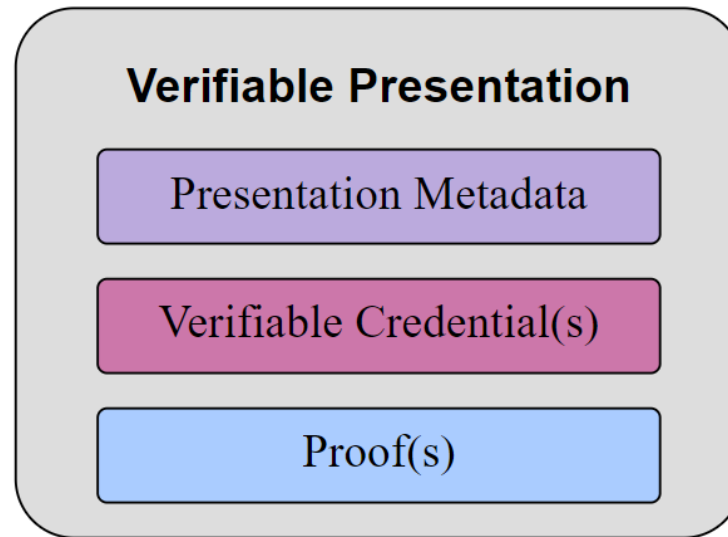 Verifiable Presentation
Presentation Metadata
Verifiable Credential(s)
Proof(s)